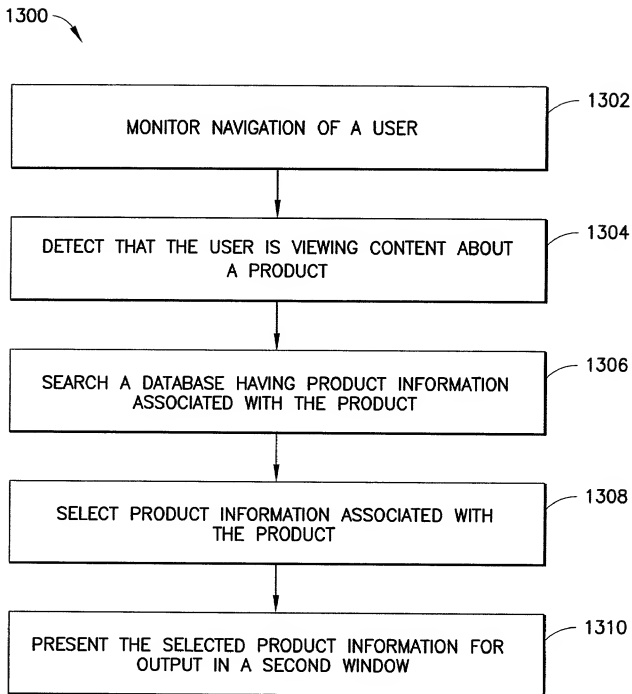 1300
MONITOR NAVIGATION OF A USER
1302
DETECT THAT THE USER IS VIEWING CONTENT ABOUT
A PRODUCT
1304
SEARCH A DATABASE HAVING PRODUCT INFORMATION
ASSOCIATED WITH THE PRODUCT
1306
SELECT PRODUCT INFORMATION ASSOCIATED WITH
THE PRODUCT
1308
PRESENT THE SELECTED PRODUCT INFORMATION FOR
OUTPUT IN A SECOND WINDOW
1310